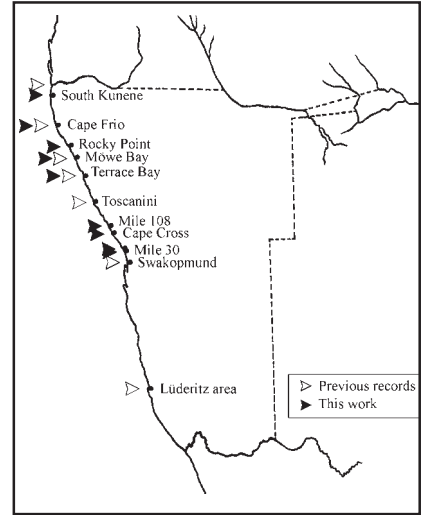 South Kunene
Cape Frio
Rocky Point
Möwe Bay
Terrace Bay
Toscanini
Mile 108
Cape Cross
Mile 30
Swakopmund
Lüderitz area
Previous records
This work